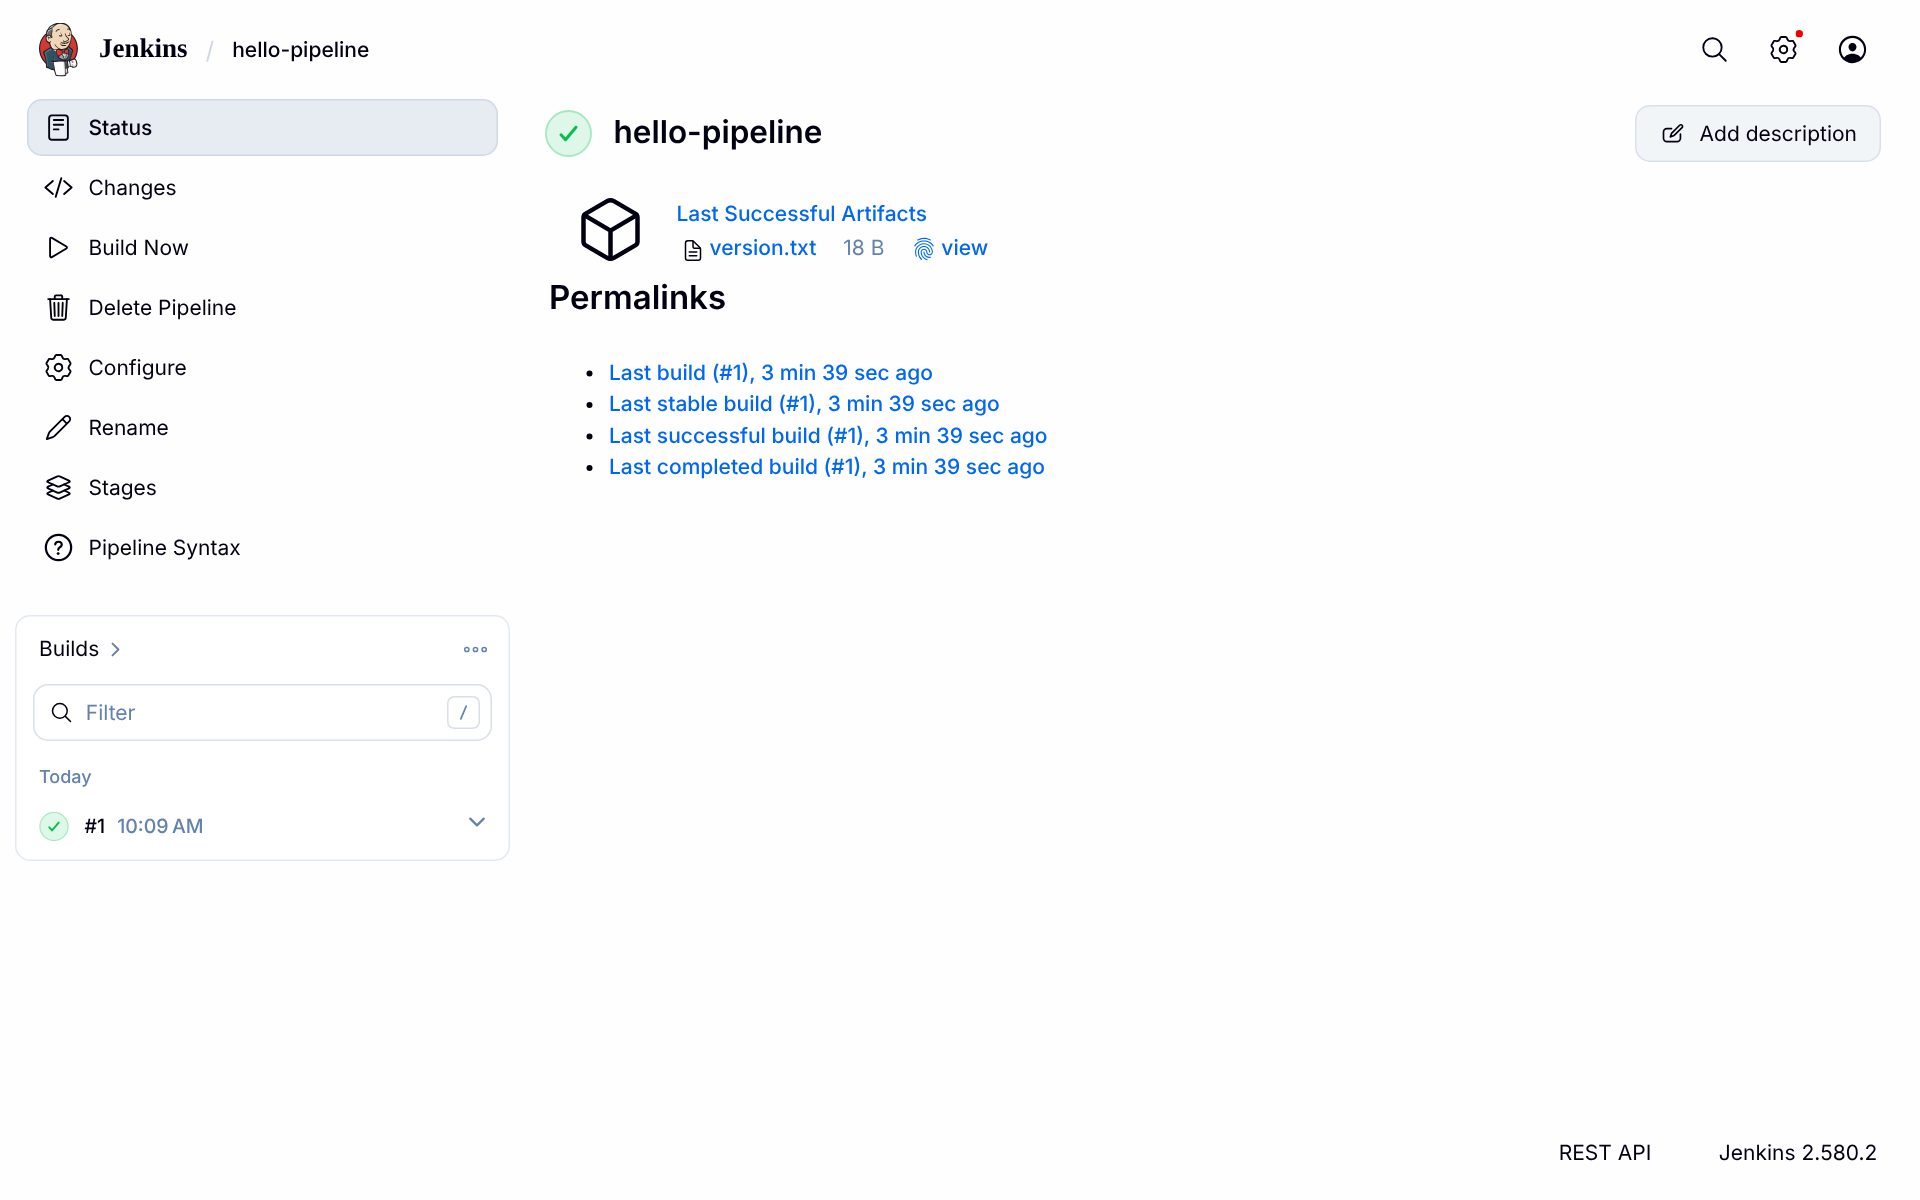 Jenkins / hello-pipeline
Status
Changes
Build Now
Delete Pipeline
Configure
Rename
Stages
Pipeline Syntax
Builds
Filter /
Today
#1 10:09 AM
hello-pipeline
Add description
Last Successful Artifacts
version.txt 18 B view
Permalinks
Last build (#1), 3 min 39 sec ago
Last stable build (#1), 3 min 39 sec ago
Last successful build (#1), 3 min 39 sec ago
Last completed build (#1), 3 min 39 sec ago
REST API Jenkins 2.580.2